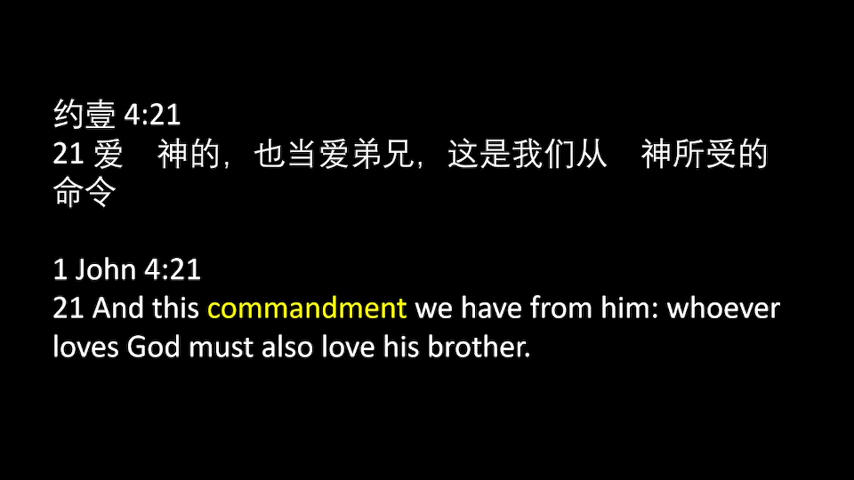 约壹 4:21
21 爱　神的，也当爱弟兄，这是我们从　神所受的
命令
1 John 4:21
21 And this commandment we have from him: whoever
loves God must also love his brother.